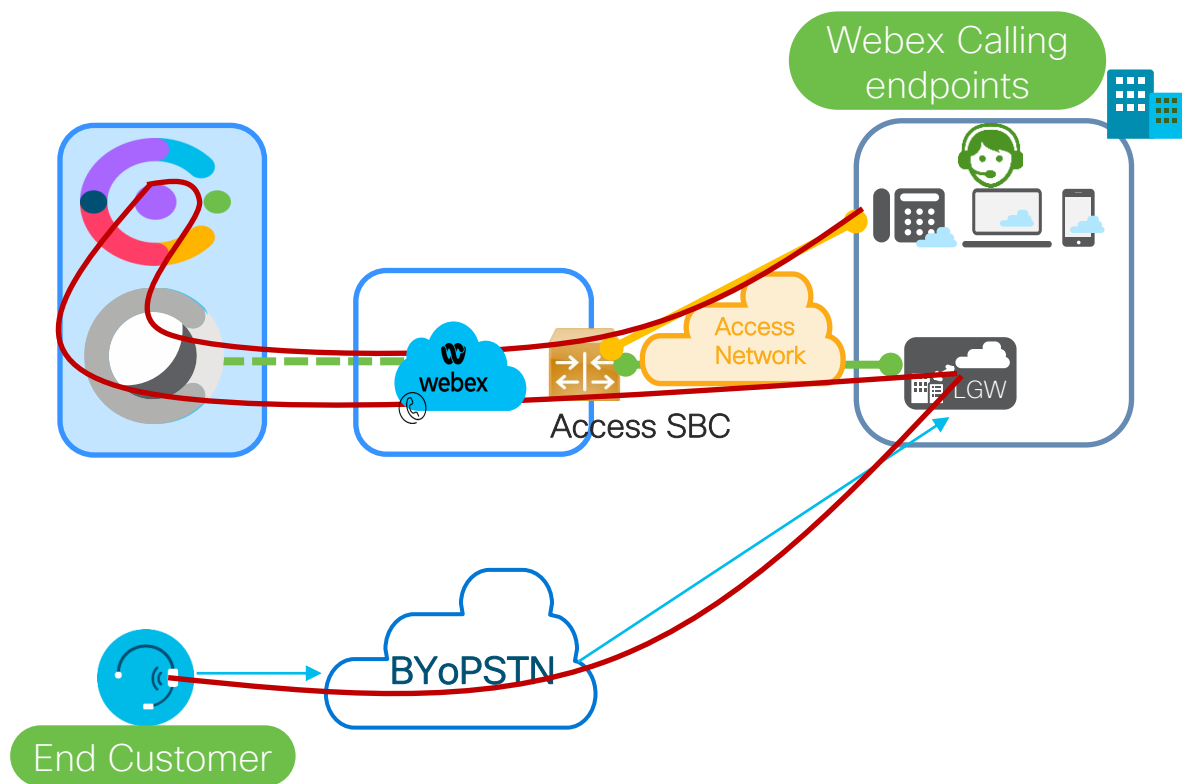 Webex Calling
endpoints
Access
Network
webex
LGW
Access SBC
BYoPSTN
End Customer